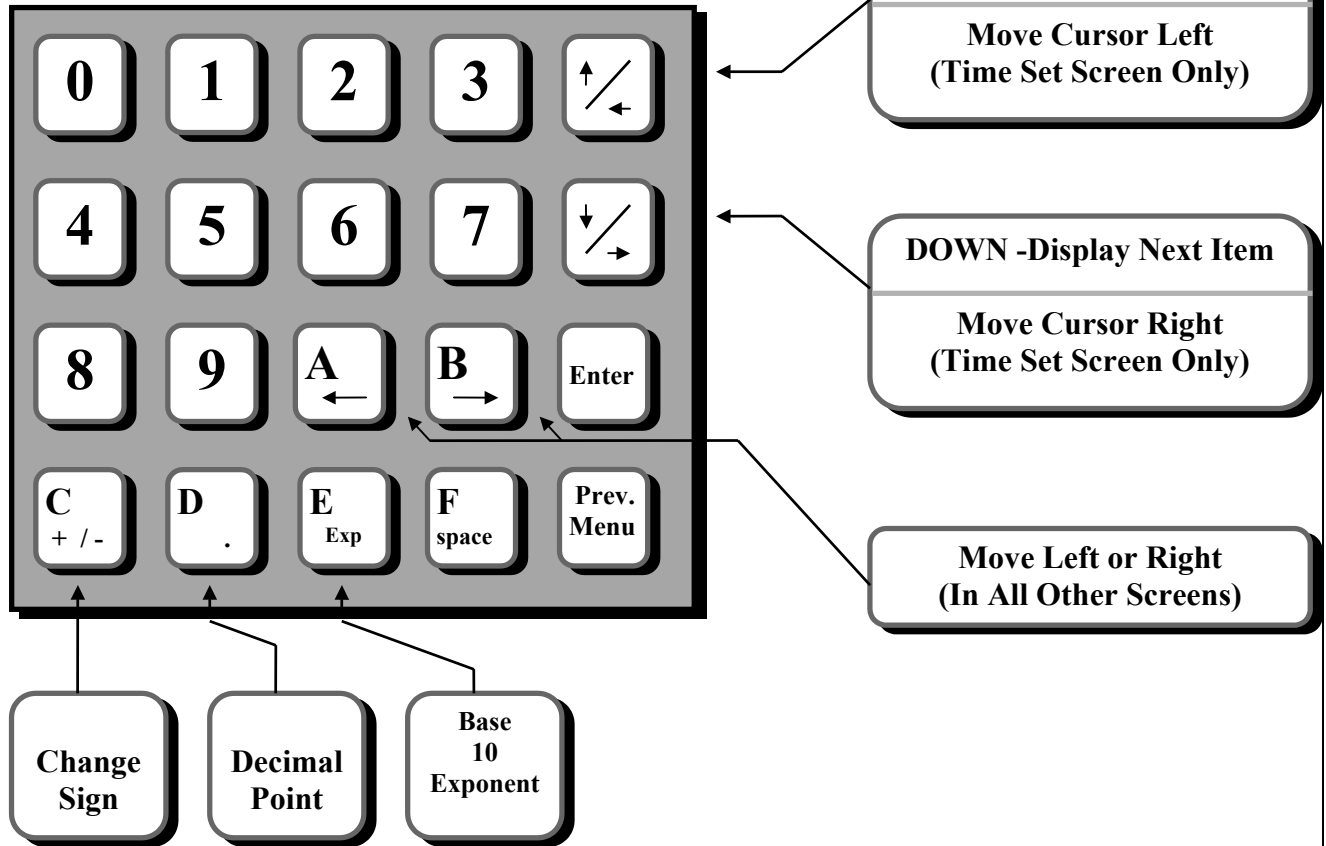 0 1 2 3
4 5 6 7
8 9 A B Enter
C + / - D . E Exp F space Prev. Menu
Move Cursor Left
(Time Set Screen Only)
DOWN -Display Next Item
Move Cursor Right
(Time Set Screen Only)
Move Left or Right
(In All Other Screens)
Change
Sign
Decimal
Point
Base
10
Exponent